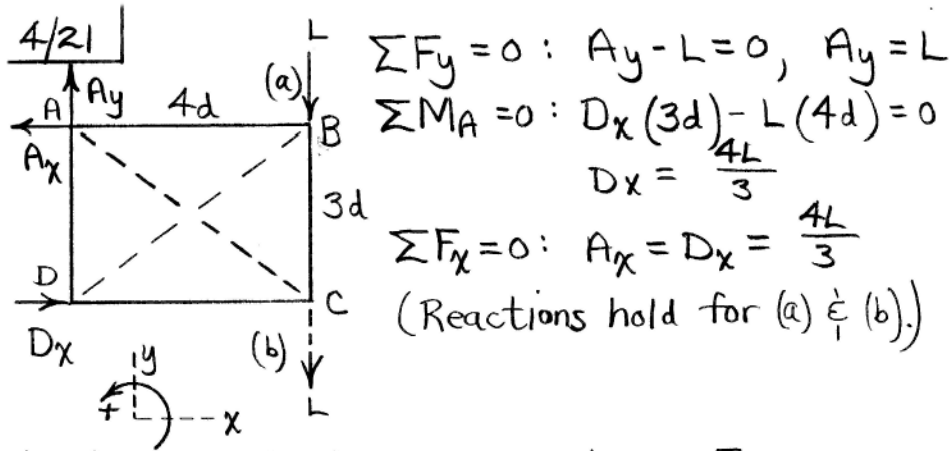 4/21
L
ΣFy = 0 : Ay - L = 0, Ay = L
(a)
A Ay 4d B
ΣMA = 0 : Dx (3d) - L (4d) = 0
Ax
Dx = 4L/3
3d
ΣFx = 0 : Ax = Dx = 4L/3
D C
(Reactions hold for (a) & (b).)
Dx
(b)
y
+ x
L